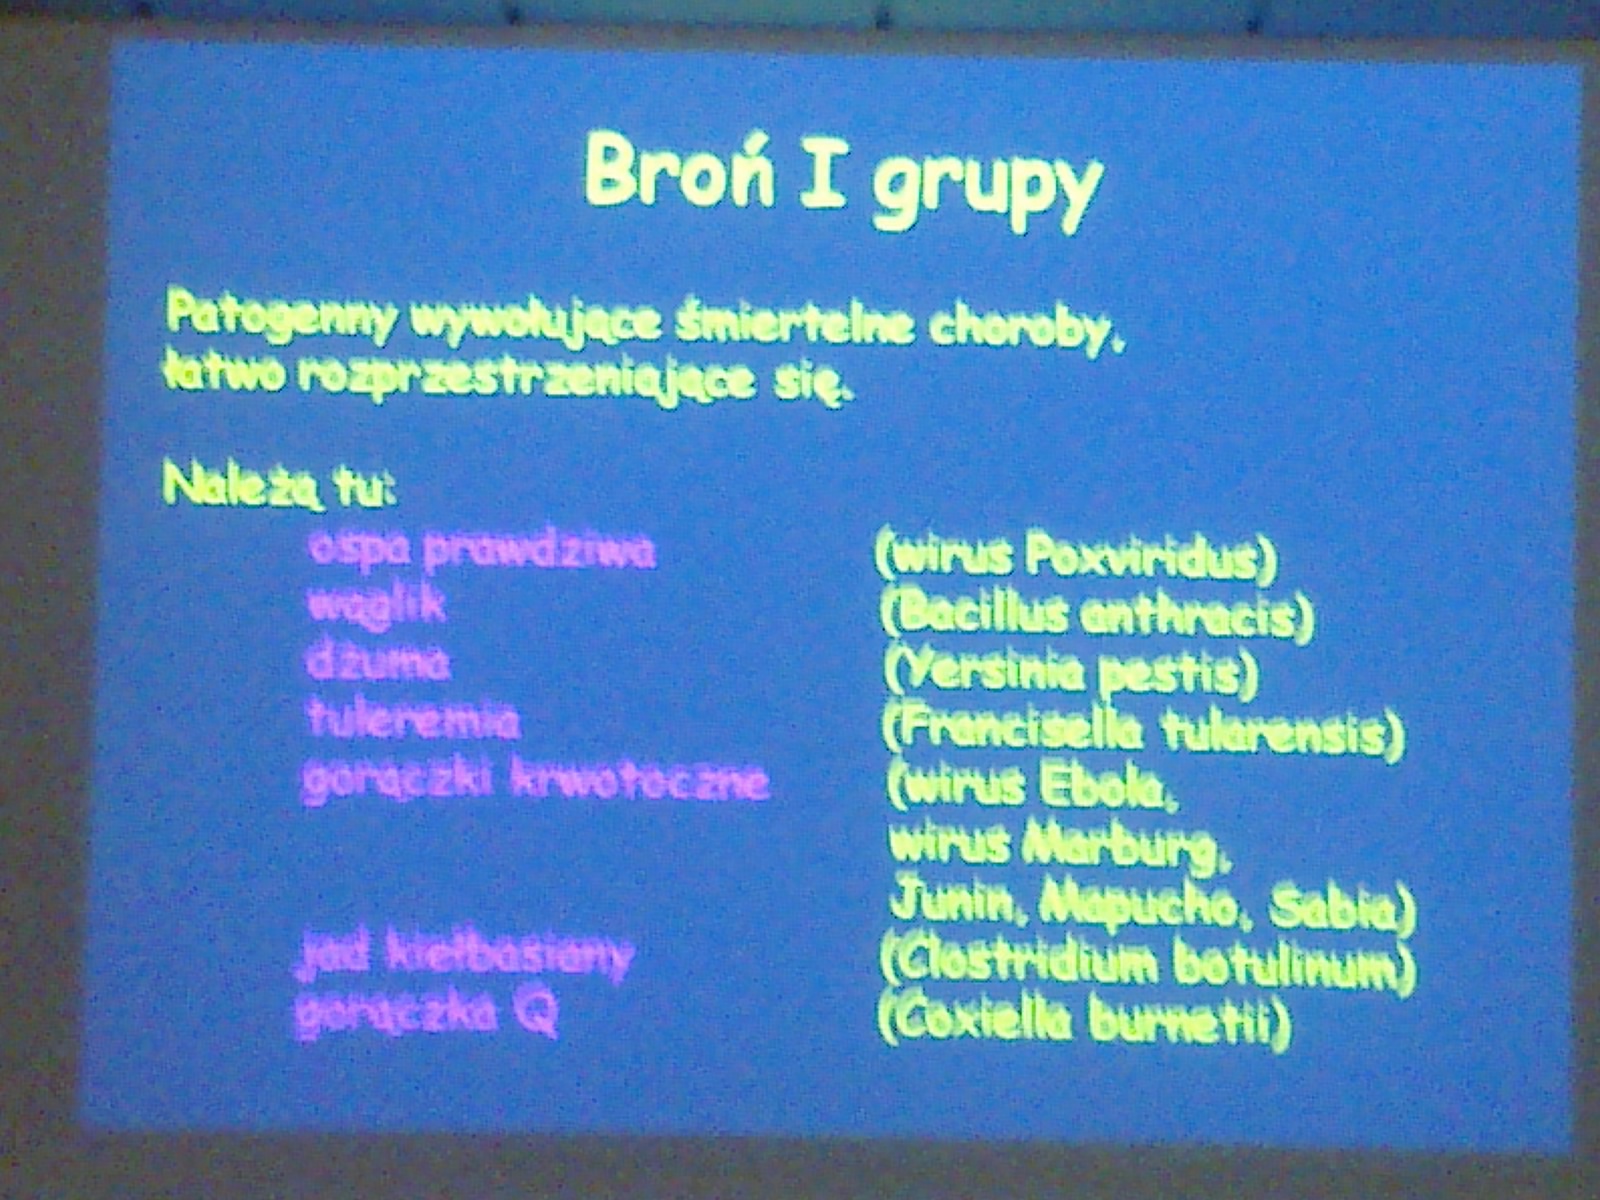 Broń I grupy
Patogenny wywołujące śmiertelne choroby,
łatwo rozprzestrzeniające się.
Należą tu:
ospa prawdziwa (wirus Poxviridus)
wąglik (Bacillus anthracis)
dżuma (Yersinia pestis)
tuleremia (Francisella tularensis)
gorączki krwotoczne (wirus Ebola,
wirus Marburg,
Junin, Mapucho, Sabia)
jad kiełbasiany (Clostridium botulinum)
gorączka Q (Coxiella burnetii)